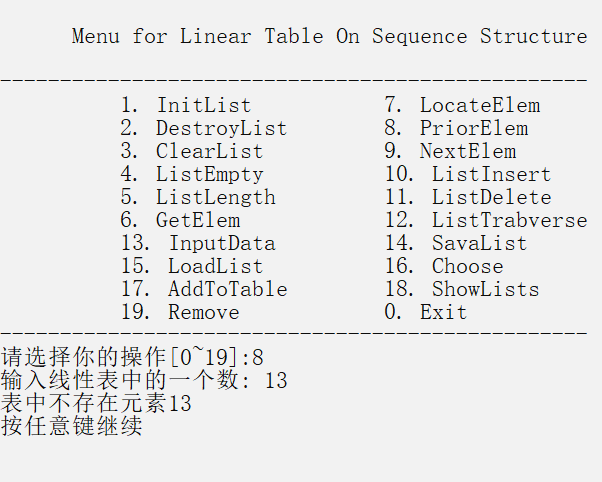 Menu for Linear Table On Sequence Structure
-------------------------------------------------
1. InitList 7. LocateElem
2. DestroyList 8. PriorElem
3. ClearList 9. NextElem
4. ListEmpty 10. ListInsert
5. ListLength 11. ListDelete
6. GetElem 12. ListTrabverse
13. InputData 14. SavaList
15. LoadList 16. Choose
17. AddToTable 18. ShowLists
19. Remove 0. Exit
-------------------------------------------------
请选择你的操作[0~19]:8
输入线性表中的一个数: 13
表中不存在元素13
按任意键继续